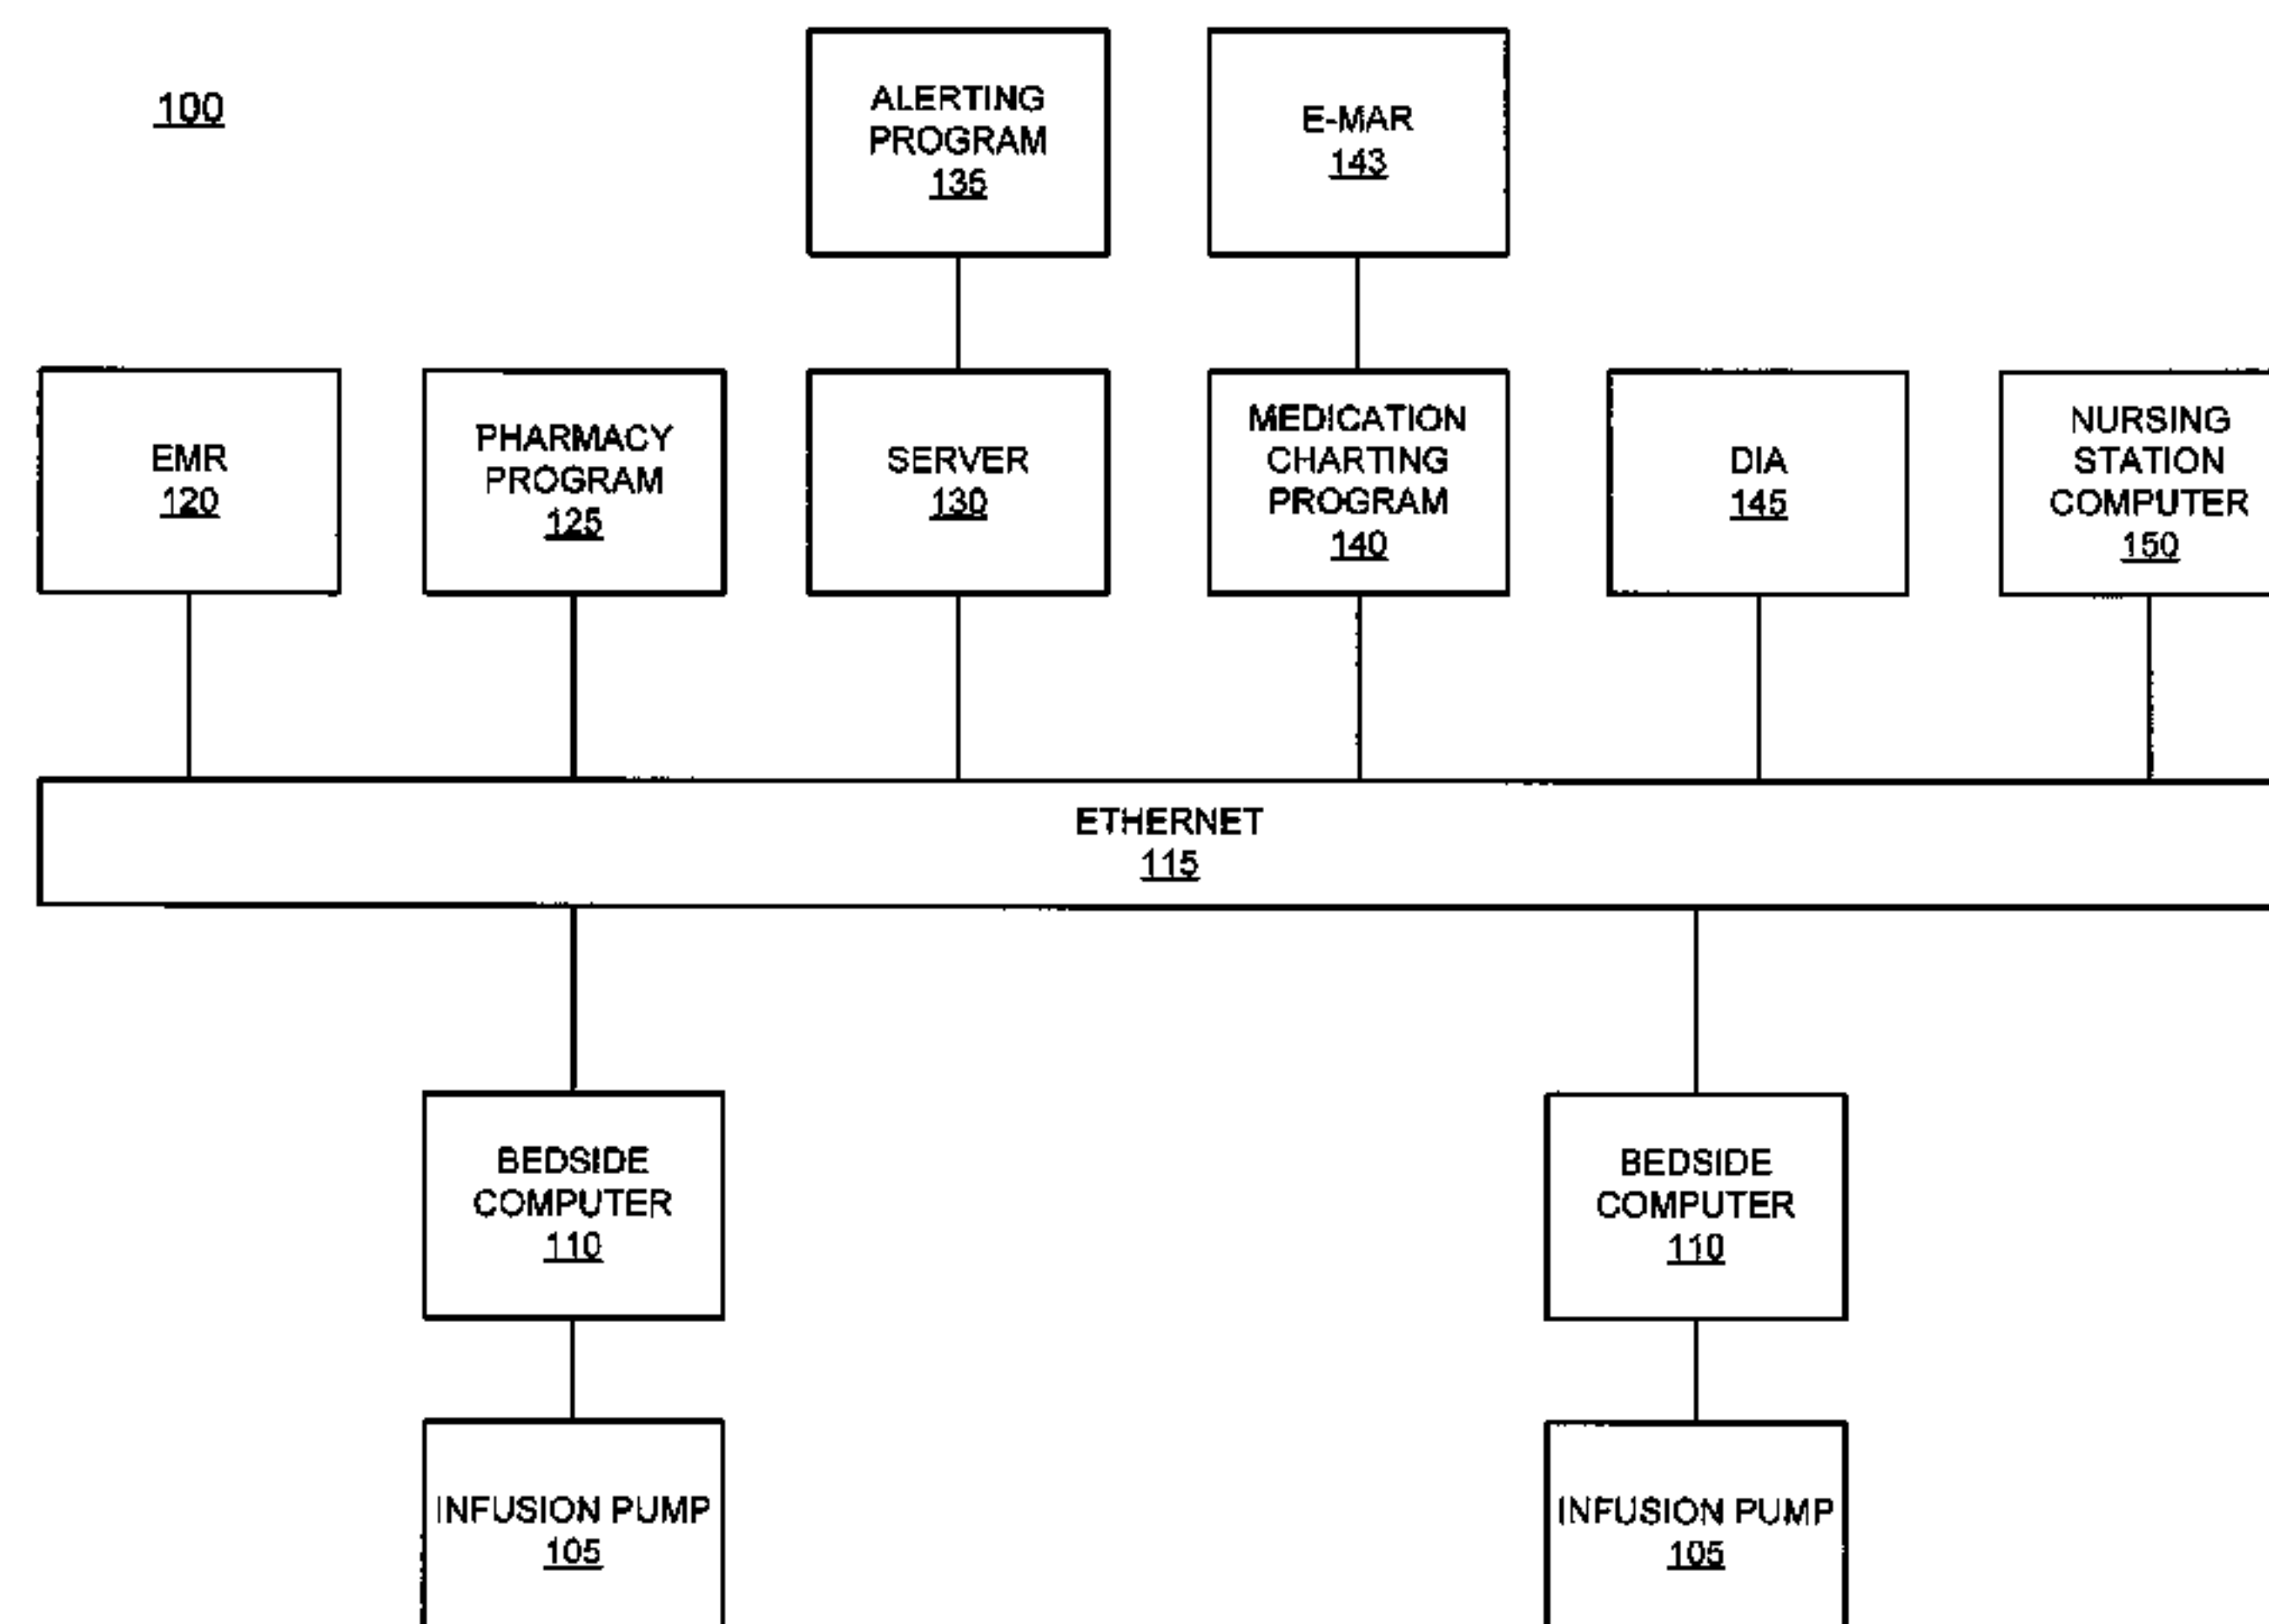 100
ALERTING
PROGRAM
135
E-MAR
143
EMR
120
PHARMACY
PROGRAM
125
SERVER
130
MEDICATION
CHARTING
PROGRAM
140
DIA
145
NURSING
STATION
COMPUTER
150
ETHERNET
115
BEDSIDE
COMPUTER
110
BEDSIDE
COMPUTER
110
INFUSION PUMP
105
INFUSION PUMP
105